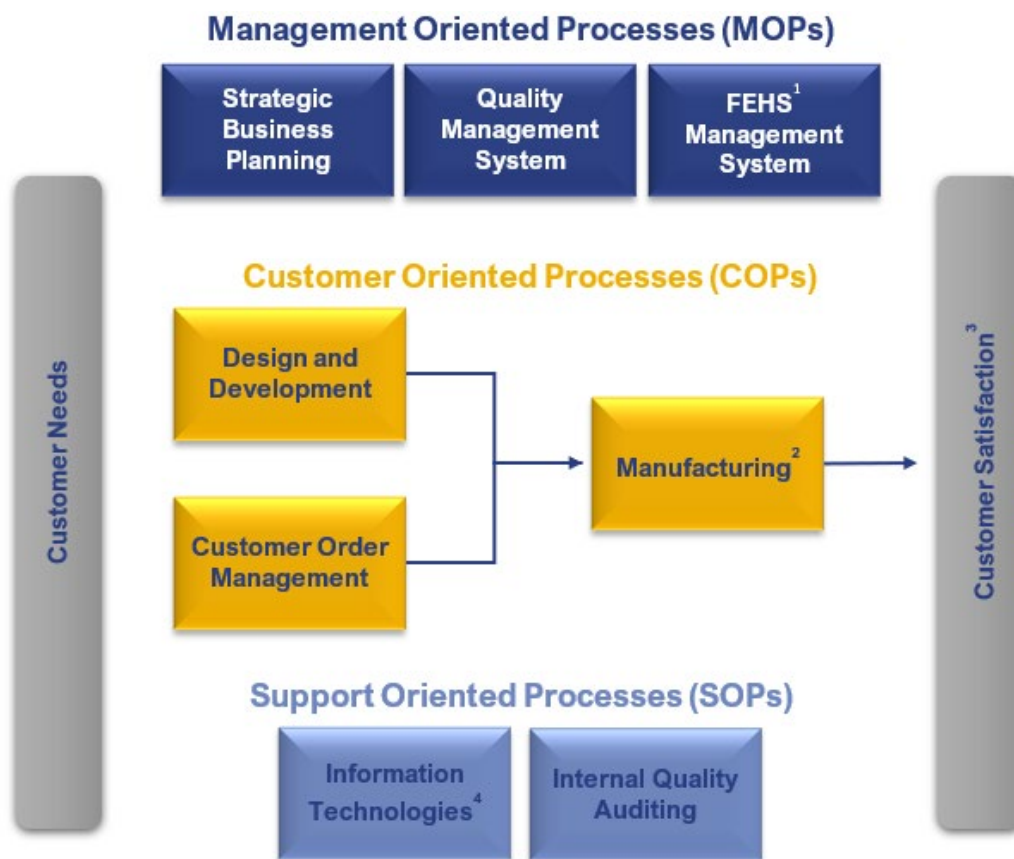 Management Oriented Processes (MOPs)
Strategic
Business
Planning
Quality
Management
System
FEHS¹
Management
System
Customer Needs
Customer Oriented Processes (COPs)
Design and
Development
Customer Order
Management
Manufacturing²
Customer Satisfaction³
Support Oriented Processes (SOPs)
Information
Technologies⁴
Internal Quality
Auditing